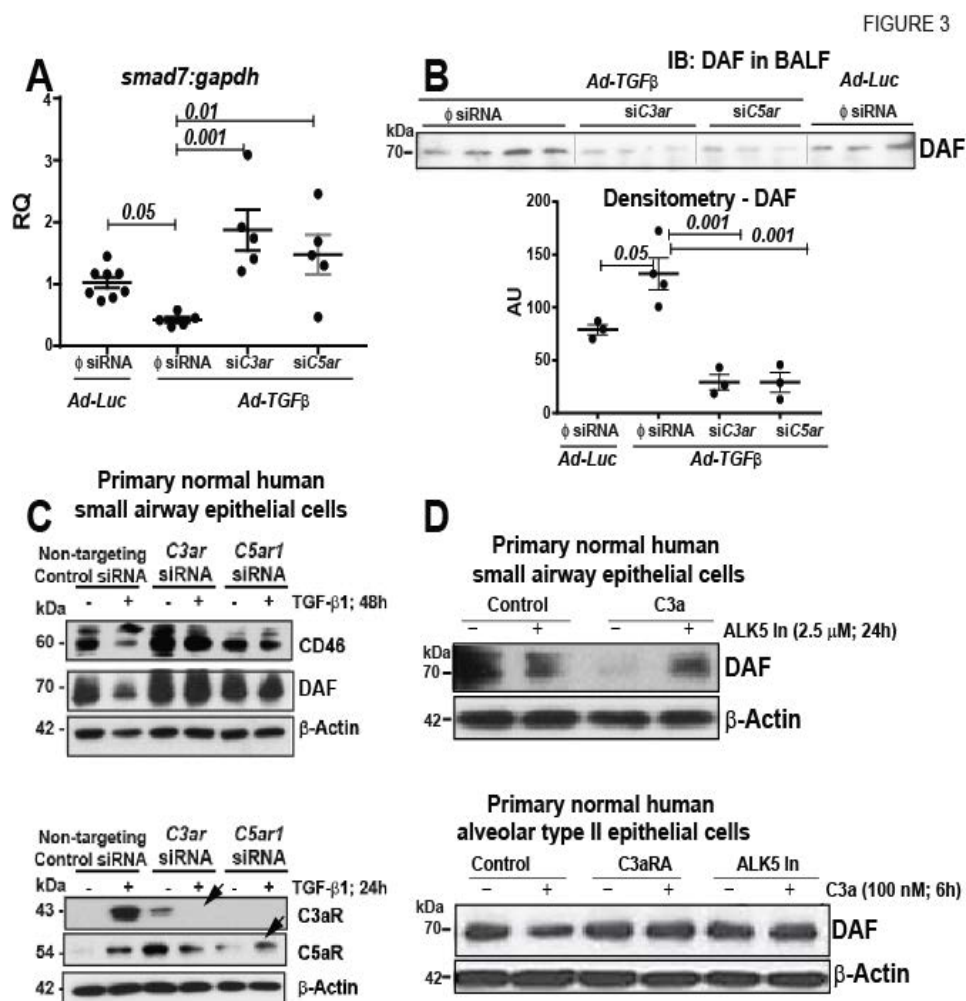 FIGURE 3
A
smad7:gapdh
4
3
2
1
0
RQ
0.01
0.001
0.05
ϕ siRNA ϕ siRNA siC3ar siC5ar
Ad-Luc Ad-TGFβ
B
IB: DAF in BALF
Ad-TGFβ Ad-Luc
ϕ siRNA siC3ar siC5ar ϕ siRNA
kDa
70
DAF
Densitometry - DAF
200
150
100
50
0
AU
0.001
0.001
0.05
ϕ siRNA ϕ siRNA siC3ar siC5ar
Ad-Luc Ad-TGFβ
C
Primary normal human
small airway epithelial cells
Non-targeting C3ar C5ar1
Control siRNA siRNA siRNA
kDa - + - + - + TGF-β1; 48h
60 - CD46
70 - DAF
42 - β-Actin
Non-targeting C3ar C5ar1
Control siRNA siRNA siRNA
kDa - + - + - + TGF-β1; 24h
43 - C3aR
54 - C5aR
42 - β-Actin
D
Primary normal human
small airway epithelial cells
Control C3a
– + – + ALK5 In (2.5 μM; 24h)
kDa
70 DAF
42 β-Actin
Primary normal human
alveolar type II epithelial cells
Control C3aRA ALK5 In
– + – + – + C3a (100 nM; 6h)
kDa
70 DAF
42 β-Actin